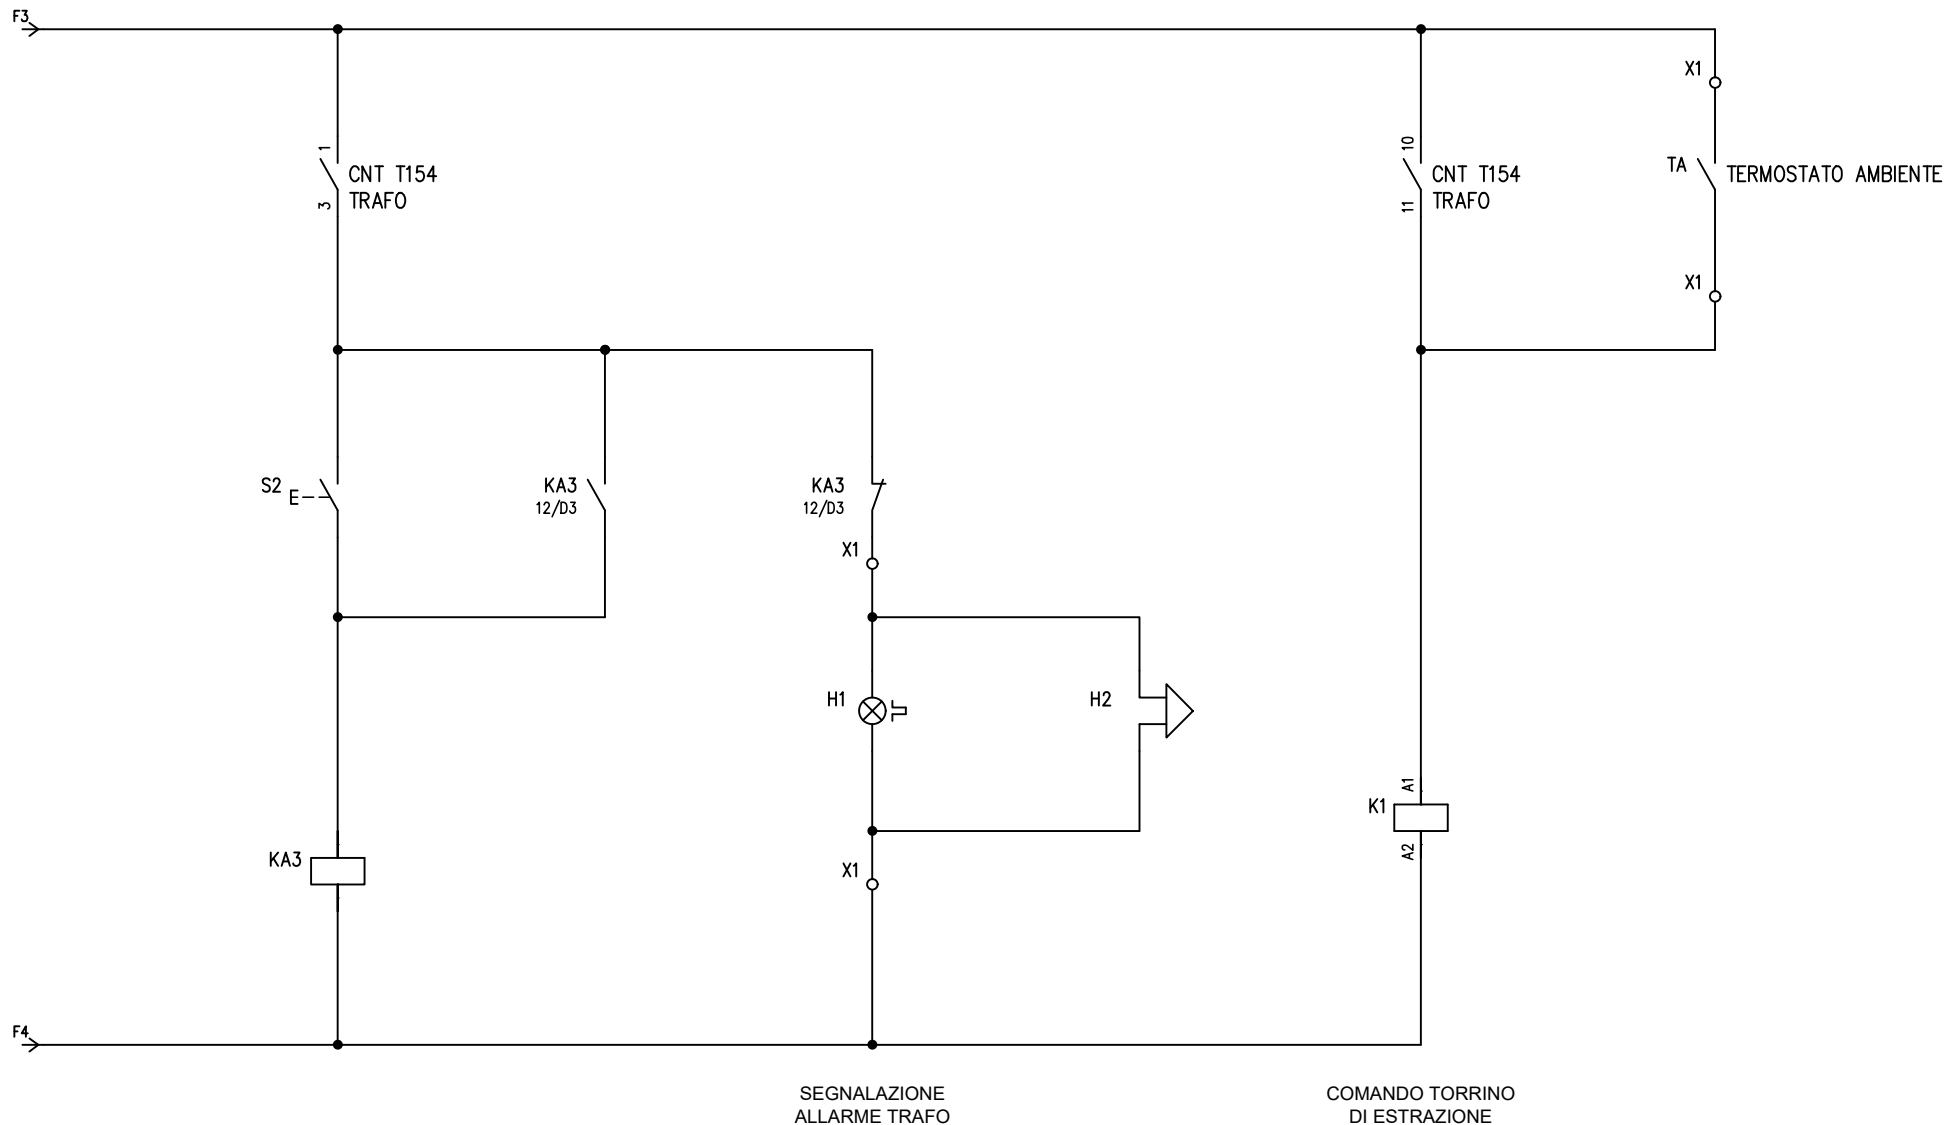 F3
X1
1
CNT T154
TRAFO
3
10
CNT T154
TRAFO
11
TA
TERMOSTATO AMBIENTE
X1
S2
E
KA3
12/D3
KA3
12/D3
X1
H1
H2
A1
K1
A2
KA3
X1
F4
SEGNALAZIONE
ALLARME TRAFO
COMANDO TORRINO
DI ESTRAZIONE